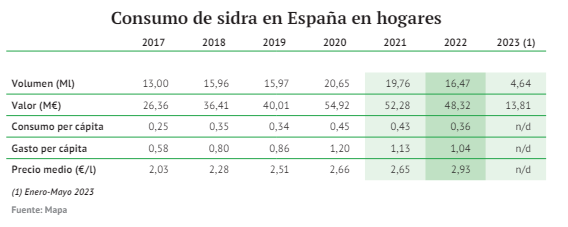 Consumo de sidra en España en hogares
2017 2018 2019 2020 2021 2022 2023 (1)
Volumen (Ml) 13,00 15,96 15,97 20,65 19,76 16,47 4,64
Valor (M€) 26,36 36,41 40,01 54,92 52,28 48,32 13,81
Consumo per cápita 0,25 0,35 0,34 0,45 0,43 0,36 n/d
Gasto per cápita 0,58 0,80 0,86 1,20 1,13 1,04 n/d
Precio medio (€/l) 2,03 2,28 2,51 2,66 2,65 2,93 n/d
(1) Enero-Mayo 2023
Fuente: Mapa